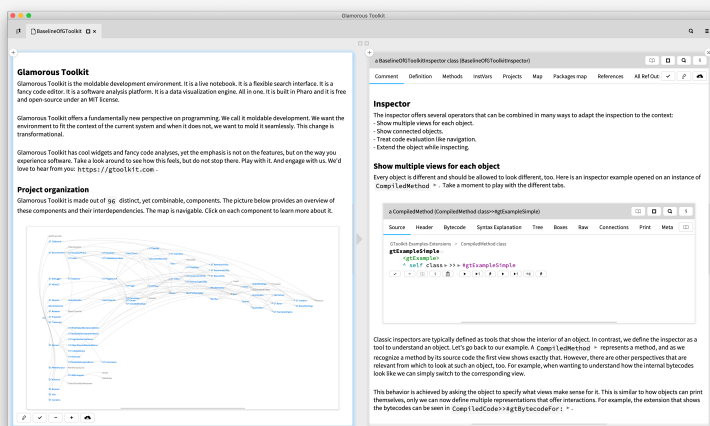 Glamorous Toolkit
BaselineOfGToolkit
Glamorous Toolkit
Glamorous Toolkit is the moldable development environment. It is a live notebook. It is a flexible search interface. It is a
fancy code editor. It is a software analysis platform. It is a data visualization engine. All in one. It is built in Pharo and it is free
and open-source under an MIT license.
Glamorous Toolkit offers a fundamentally new perspective on programming. We call it moldable development. We want the
environment to fit the context of the current system and when it does not, we want to mold it seamlessly. This change is
transformational.
Glamorous Toolkit has cool widgets and fancy code analyses, yet the emphasis is not on the features, but on the way you
experience software. Take a look around to see how this feels, but do not stop there. Play with it. And engage with us. We'd
love to hear from you: https://gtoolkit.com .
Project organization
Glamorous Toolkit is made out of 96 distinct, yet combinable, components. The picture below provides an overview of
these components and their interdependencies. The map is navigable. Click on each component to learn more about it.
a BaselineOfGToolkitInspector class (BaselineOfGToolkitInspector)
Comment Definition Methods InstVars Projects Map Packages map References All Ref Out
Inspector
The inspector offers several operators that can be combined in many ways to adapt the inspection to the context:
- Show multiple views for each object.
- Show connected objects.
- Treat code evaluation like navigation.
- Extend the object while inspecting.
Show multiple views for each object
Every object is different and should be allowed to look different, too. Here is an inspector example opened on an instance of
CompiledMethod . Take a moment to play with the different tabs.
a CompiledMethod (CompiledMethod class>>#gtExampleSimple)
Source Header Bytecode Syntax Explanation Tree Boxes Raw Connections Print Meta
GToolkit-Examples-Extensions > CompiledMethod class
gtExampleSimple
<gtExample>
^ self class >> #gtExampleSimple
Classic inspectors are typically defined as tools that show the interior of an object. In contrast, we define the inspector as a
tool to understand an object. Let's go back to our example. A CompiledMethod represents a method, and as we
recognize a method by its source code the first view shows exactly that. However, there are other perspectives that are
relevant from which to look at such an object, too. For example, when wanting to understand how the internal bytecodes
look like we can simply switch to the corresponding view.
This behavior is achieved by asking the object to specify what views make sense for it. This is similar to how objects can print
themselves, only we can now define multiple representations that offer interactions. For example, the extension that shows
the bytecodes can be seen in CompiledCode>>#gtBytecodeFor: .